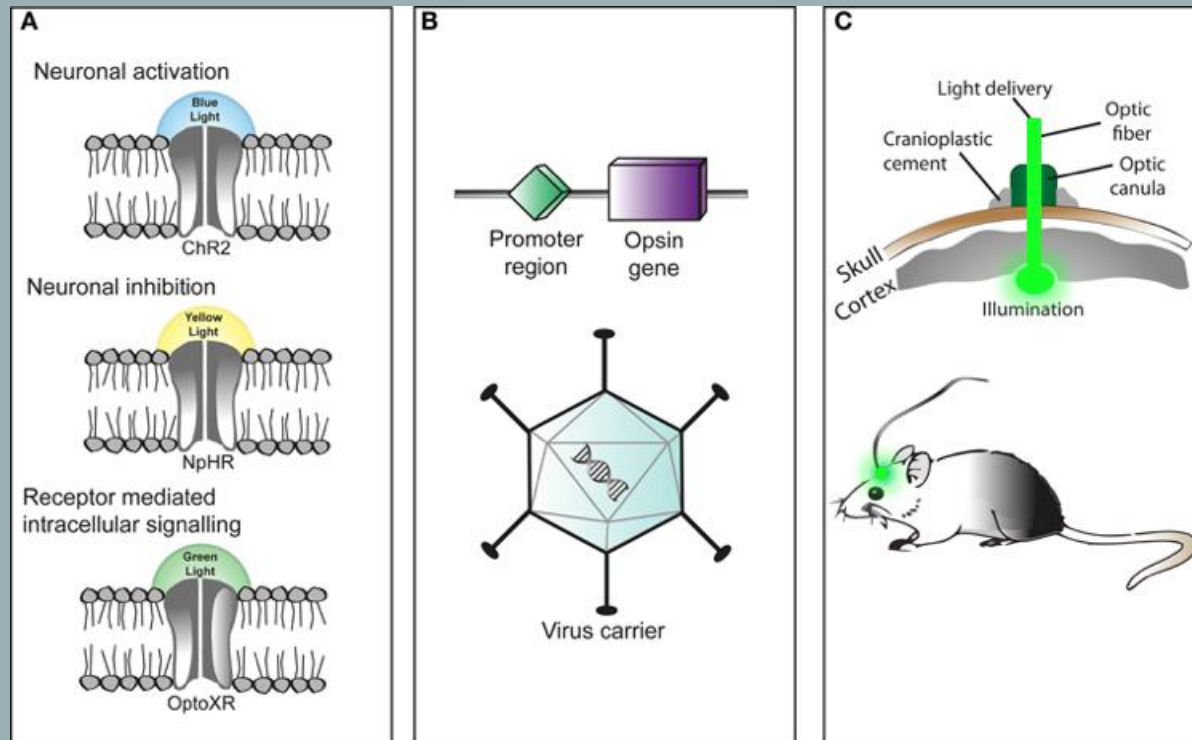 A
Neuronal activation
Blue
Light
ChR2
Neuronal inhibition
Yellow
Light
NpHR
Receptor mediated
intracellular signalling
Green
Light
OptoXR
B
Promoter
region
Opsin
gene
Virus carrier
C
Light delivery
Optic
fiber
Cranioplastic
cement
Optic
canula
Skull
Cortex
Illumination